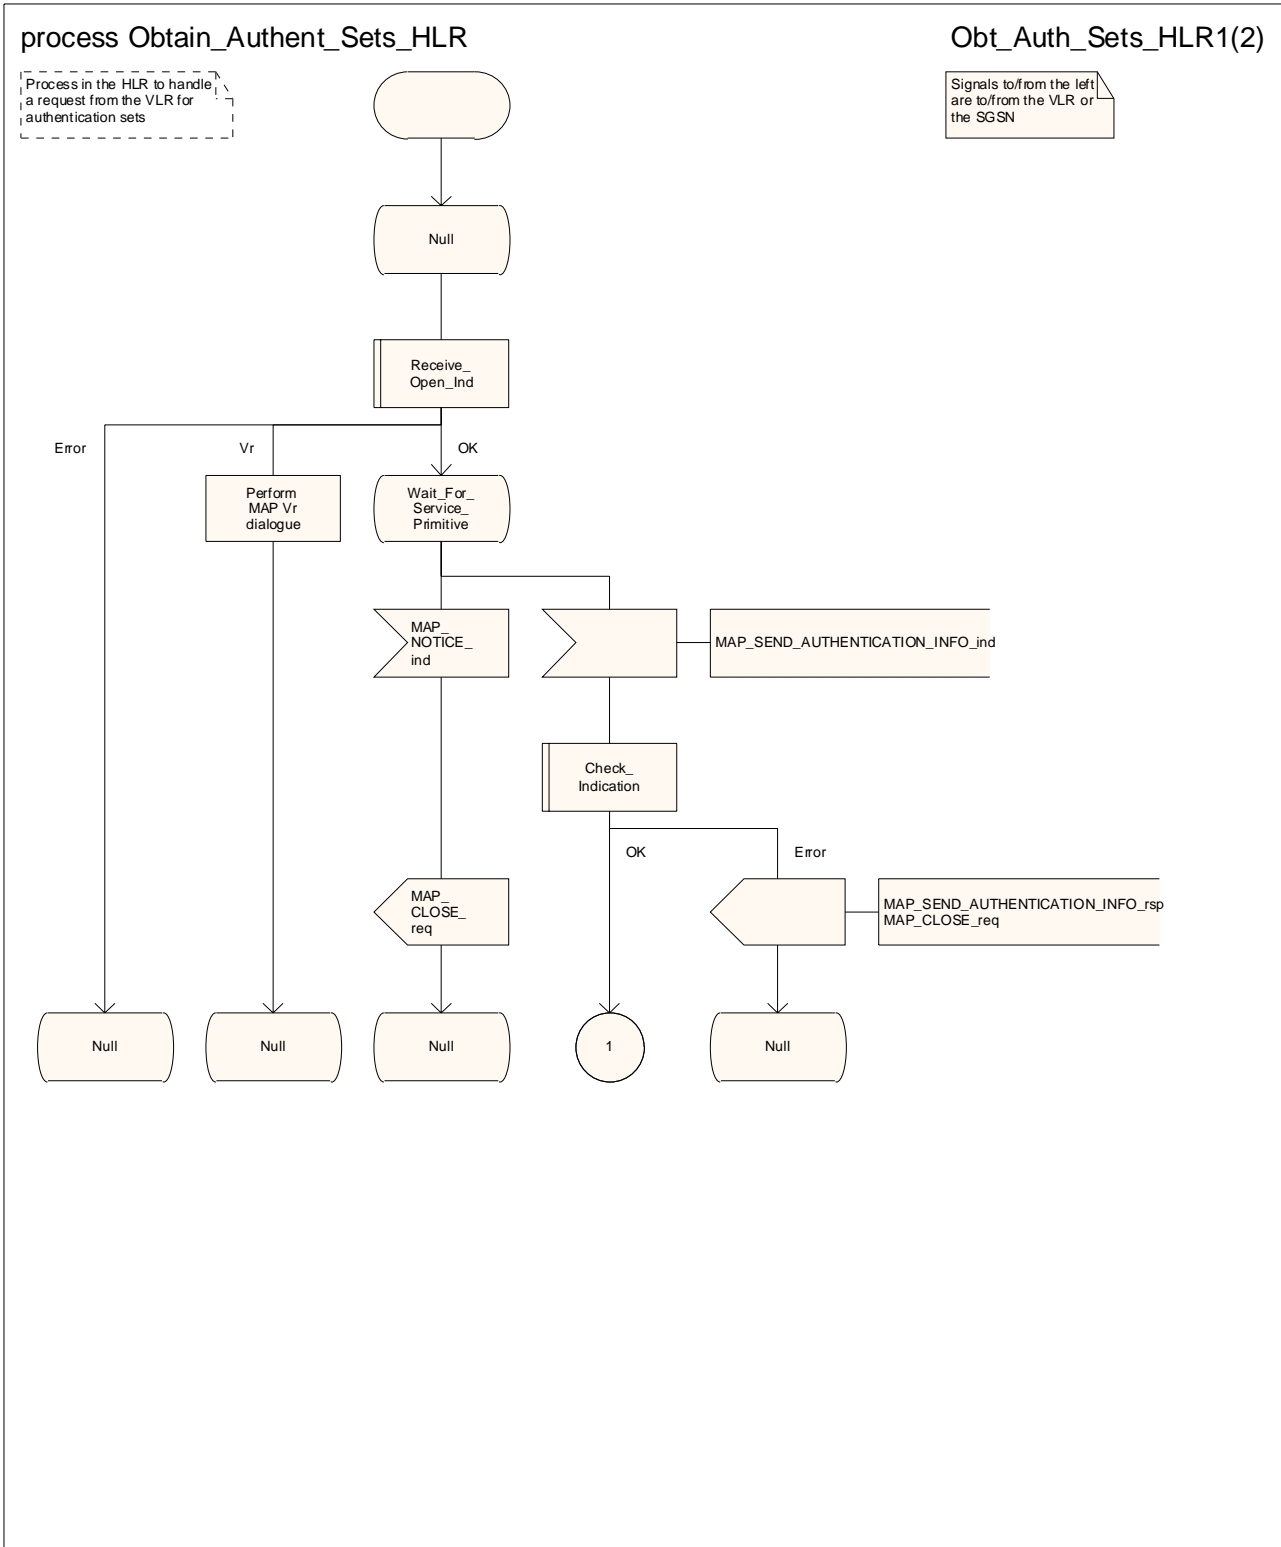 process Obtain_Authent_Sets_HLR
Obt_Auth_Sets_HLR1(2)
Process in the HLR to handle
a request from the VLR for
authentication sets
Signals to/from the left
are to/from the VLR or
the SGSN
Null
Receive_
Open_Ind
Error
Vr
OK
Perform
MAP Vr
dialogue
Wait_For_
Service_
Primitive
MAP_
NOTICE_
ind
MAP_SEND_AUTHENTICATION_INFO_ind
Check_
Indication
OK
Error
MAP_
CLOSE_
req
MAP_SEND_AUTHENTICATION_INFO_rsp
MAP_CLOSE_req
Null
Null
Null
1
Null